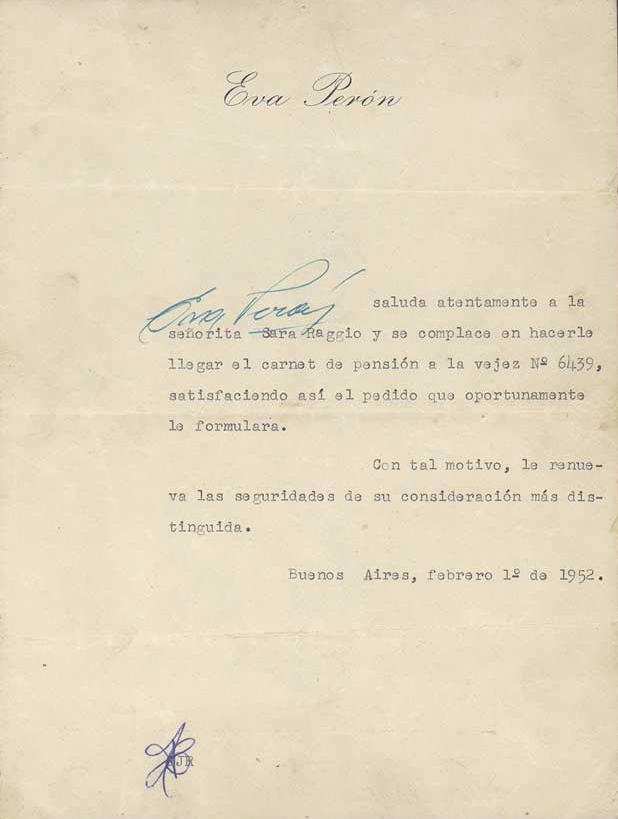 Eva Perón
Eva Perón saluda atentamente a la
señorita Sara Raggio y se complace en hacerle
llegar el carnet de pensión a la vejez Nº 6439,
satisfaciendo así el pedido que oportunamente
le formulara.
Con tal motivo, le renue-
va las seguridades de su consideración más dis-
tinguida.
Buenos Aires, febrero 1º de 1952.
JR